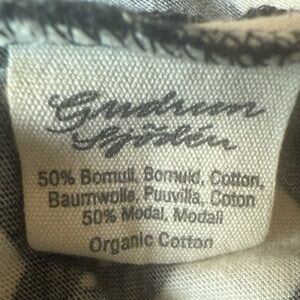 Gudrun
Sjödén
50% Bomull, Bomuld, Cotton,
Baumwolle, Puuvilla, Coton
50% Modal, Modali
Organic Cotton